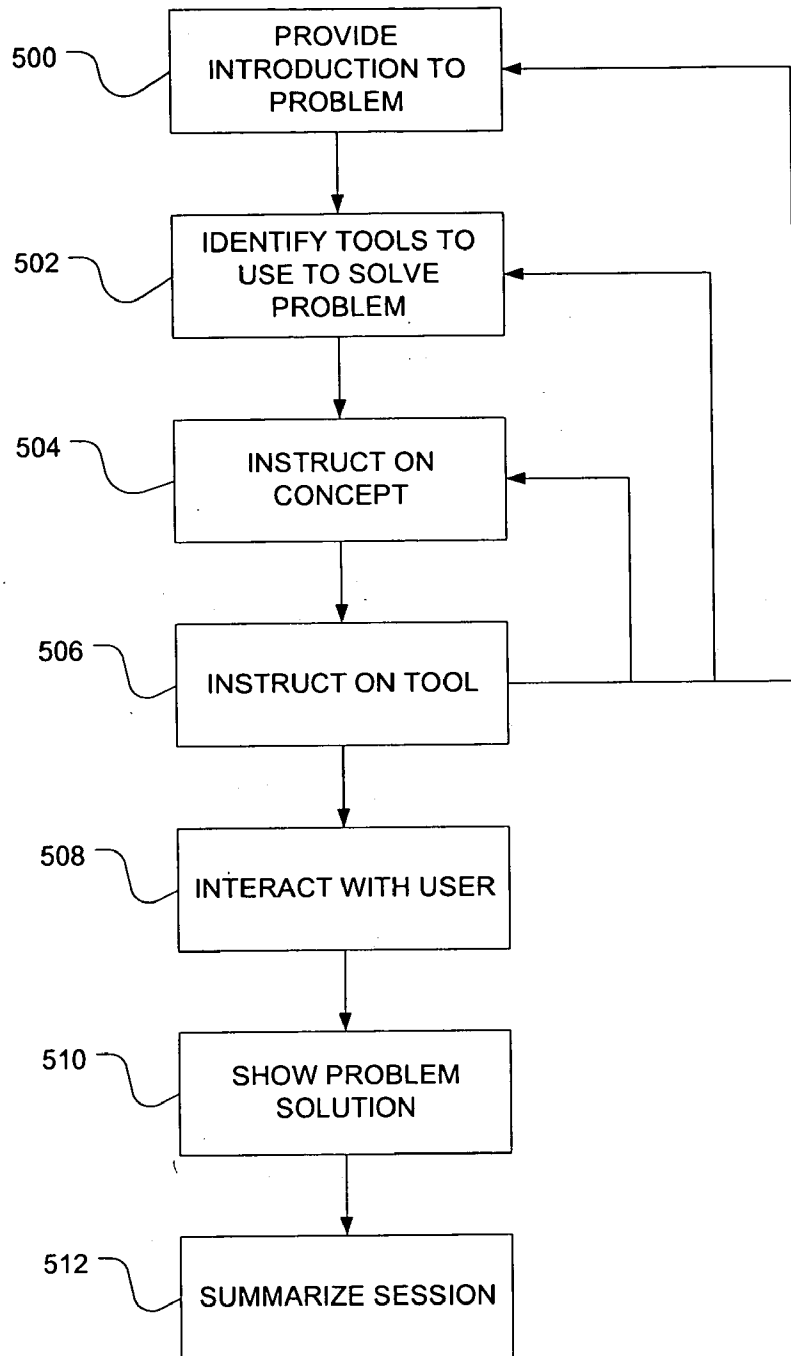 500
PROVIDE
INTRODUCTION TO
PROBLEM
502
IDENTIFY TOOLS TO
USE TO SOLVE
PROBLEM
504
INSTRUCT ON
CONCEPT
506
INSTRUCT ON TOOL
508
INTERACT WITH USER
510
SHOW PROBLEM
SOLUTION
512
SUMMARIZE SESSION